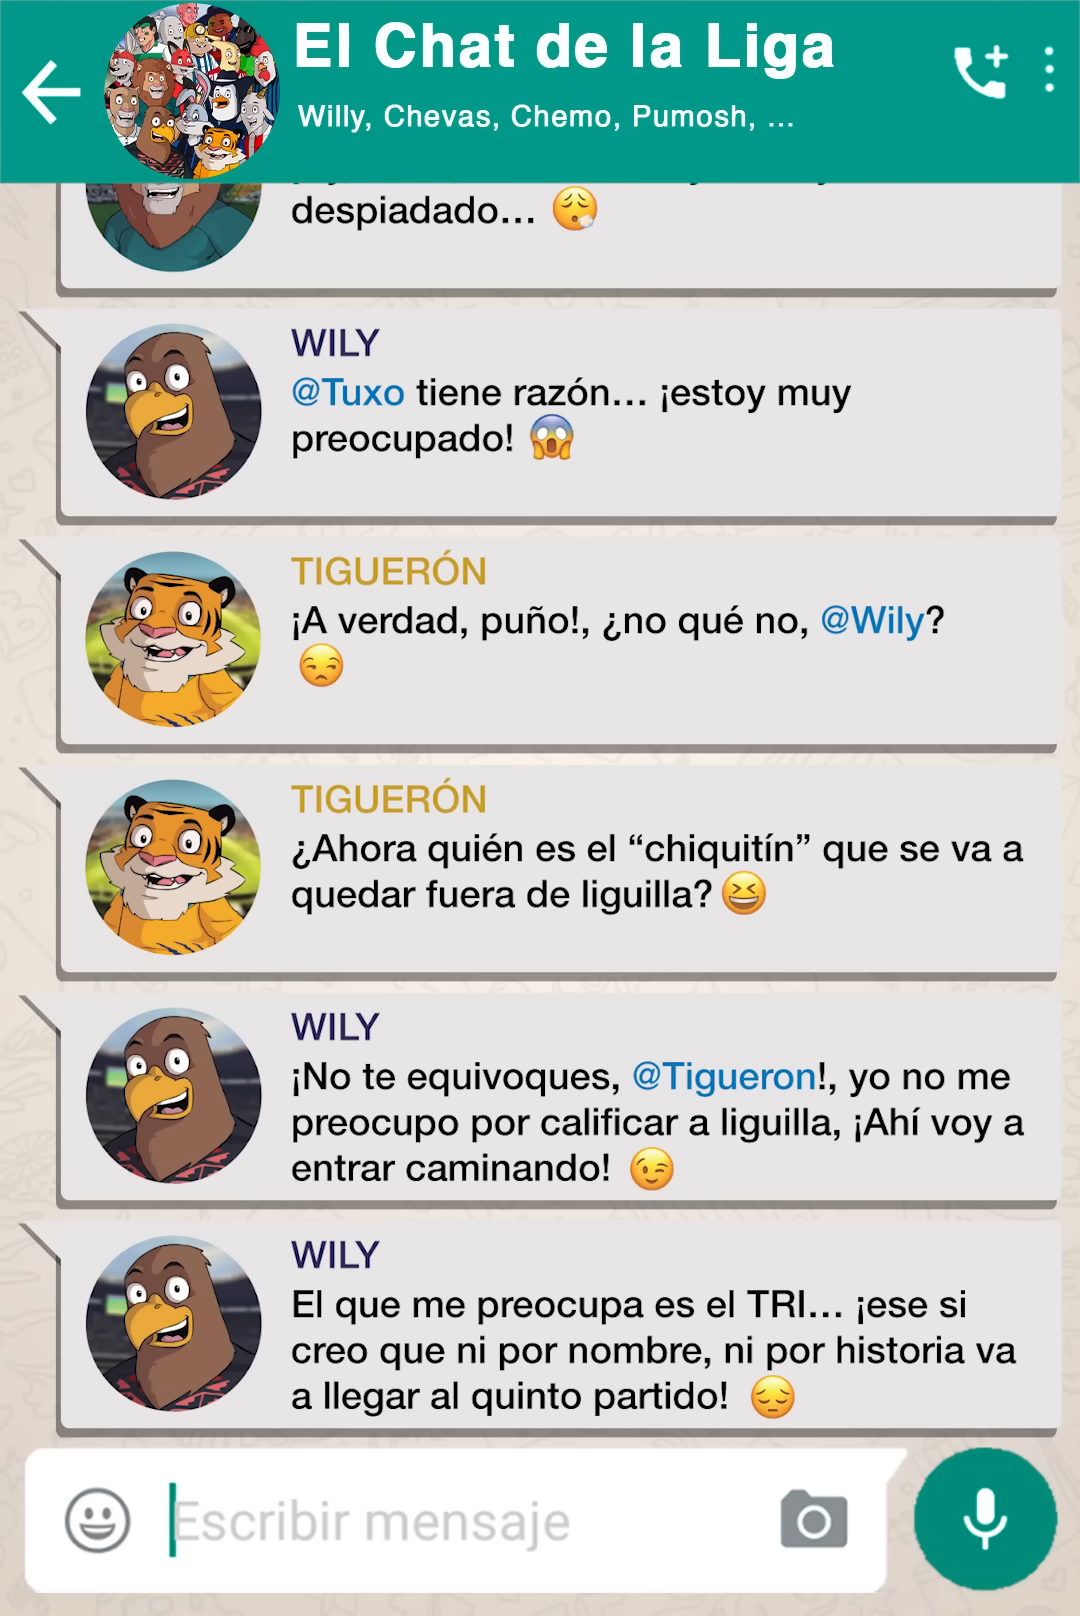 El Chat de la Liga
Willy, Chevas, Chemo, Pumosh, ...
despiadado...
WILY
@Tuxo tiene razón... ¡estoy muy
preocupado!
TIGUERÓN
¡A verdad, puño!, ¿no qué no, @Wily?
TIGUERÓN
¿Ahora quién es el “chiquitín” que se va a
quedar fuera de liguilla?
WILY
¡No te equivoques, @Tigueron!, yo no me
preocupo por calificar a liguilla, ¡Ahí voy a
entrar caminando!
WILY
El que me preocupa es el TRI... ¡ese si
creo que ni por nombre, ni por historia va
a llegar al quinto partido!
Escribir mensaje